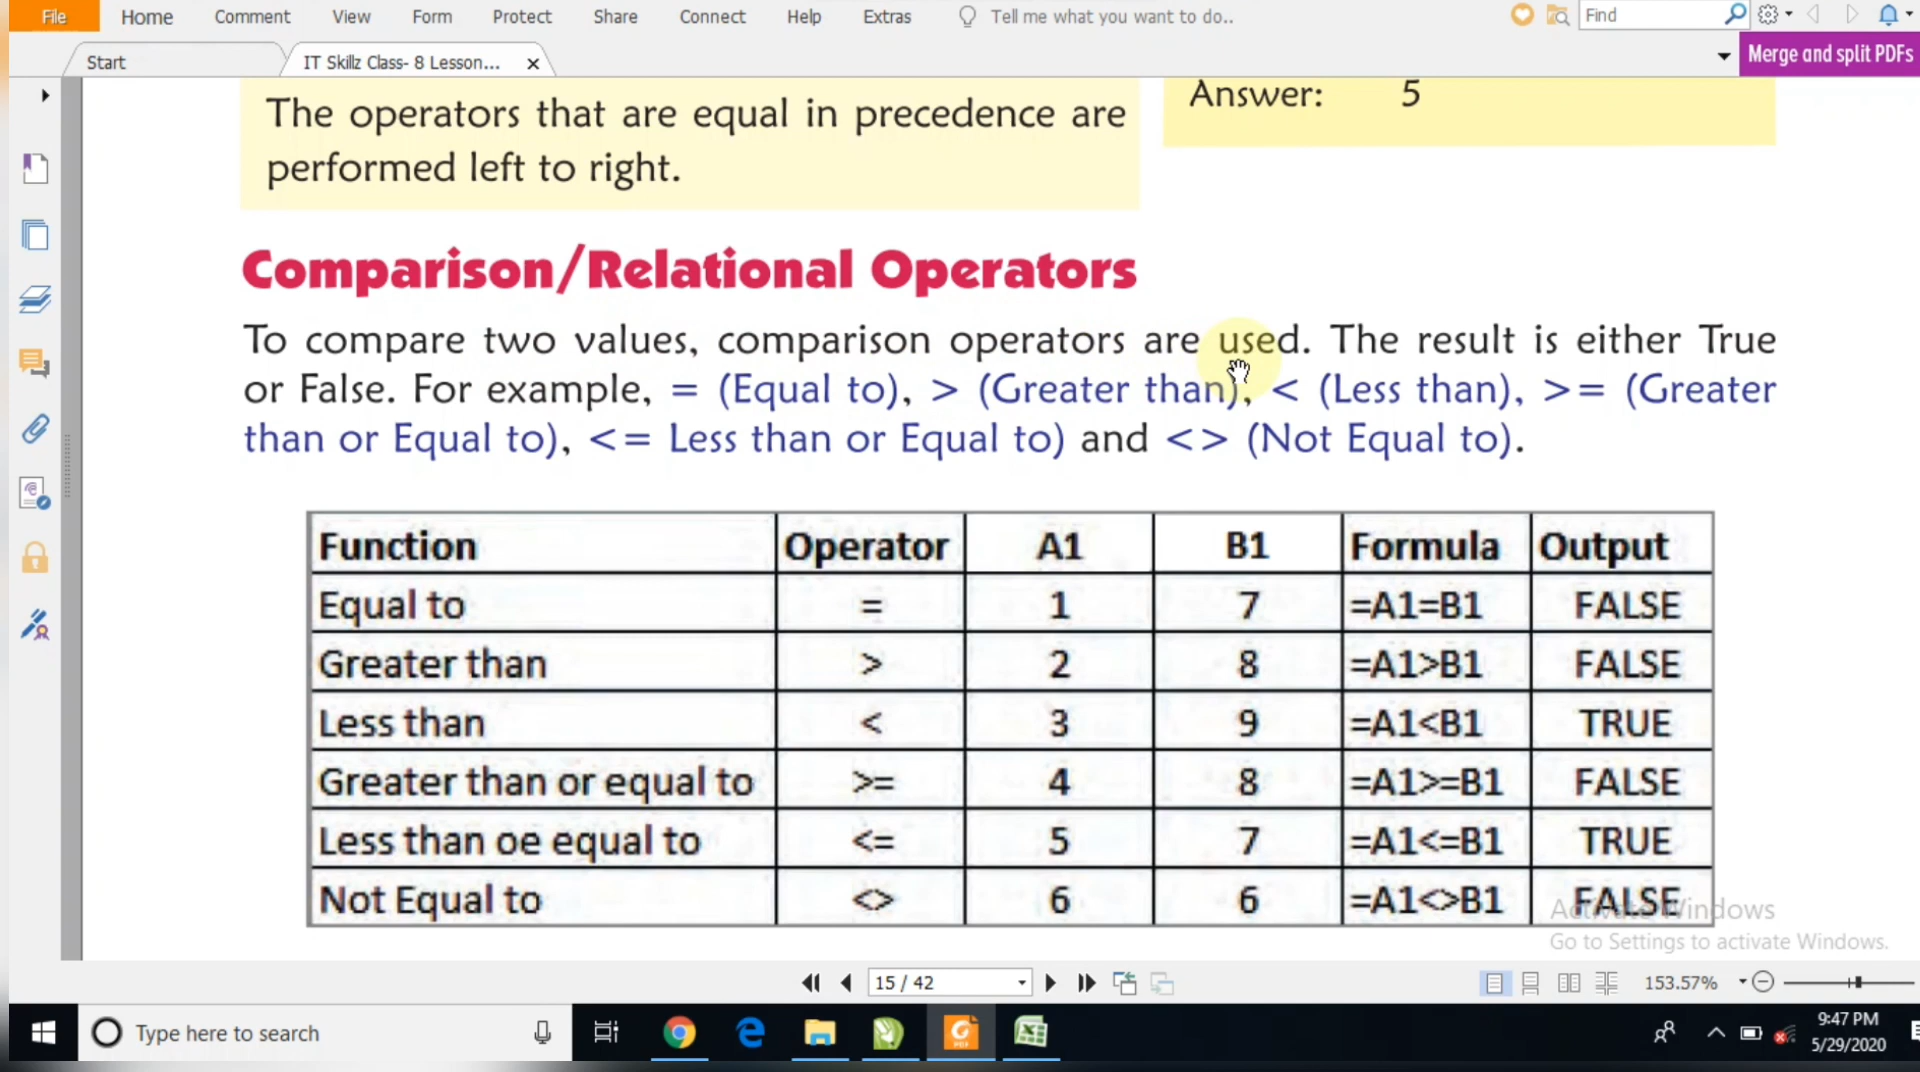 File Home Comment View Form Protect Share Connect Help Extras Tell me what you want to do.. Find
Start IT Skillz Class- 8 Lesson... Merge and split PDFs
The operators that are equal in precedence are
performed left to right.
Answer: 5
Comparison/Relational Operators
To compare two values, comparison operators are used. The result is either True
or False. For example, = (Equal to), > (Greater than), < (Less than), >= (Greater
than or Equal to), <= Less than or Equal to) and <> (Not Equal to).
Function Operator A1 B1 Formula Output
Equal to = 1 7 =A1=B1 FALSE
Greater than > 2 8 =A1>B1 FALSE
Less than < 3 9 =A1<B1 TRUE
Greater than or equal to >= 4 8 =A1>=B1 FALSE
Less than oe equal to <= 5 7 =A1<=B1 TRUE
Not Equal to <> 6 6 =A1<>B1 FALSE
Activate Windows
Go to Settings to activate Windows.
15 / 42 153.57%
Type here to search
9:47 PM
5/29/2020